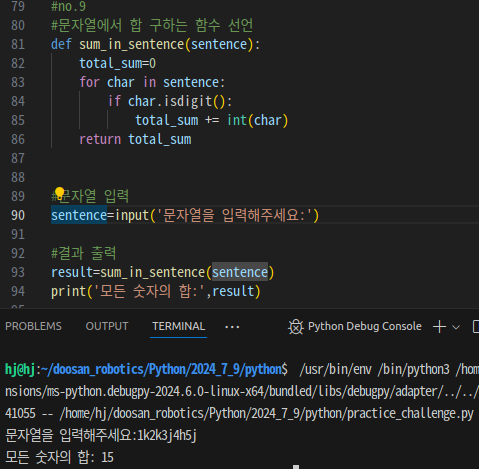 79 #no.9
80 #문자열에서 합 구하는 함수 선언
81 def sum_in_sentence(sentence):
82     total_sum=0
83     for char in sentence:
84         if char.isdigit():
85             total_sum += int(char)
86     return total_sum
87
88
89 #문자열 입력
90 sentence=input('문자열을 입력해주세요:')
91
92 #결과 출력
93 result=sum_in_sentence(sentence)
94 print('모든 숫자의 합:',result)
PROBLEMS OUTPUT TERMINAL ··· Python Debug Console
hj@hj:~/doosan_robotics/Python/2024_7_9/python$  /usr/bin/env /bin/python3 /hom
nsions/ms-python.debugpy-2024.6.0-linux-x64/bundled/libs/debugpy/adapter/../../
41055 -- /home/hj/doosan_robotics/Python/2024_7_9/python/practice_challenge.py
문자열을 입력해주세요:1k2k3j4h5j
모든 숫자의 합: 15